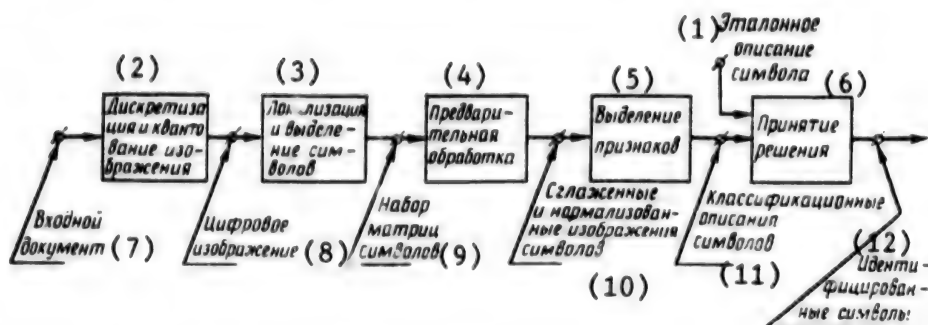 (1) Эталонное
описание
символа
(2)
(3)
(4)
(5)
(6)
Дискретиза
ция и кванто
вание изо-
бражения
Локализация
и выделе-
ние сим-
волов
Предвари-
тельная
обработка
Выделение
признаков
Принятие
решения
Входной
документ (7)
Цифровое
изображение (8)
Набор
матриц
символов (9)
Сглаженные
и нормализован-
ные изображения
символов
(10)
Классификационные
описания
символов
(11)
(12)
Иденти-
фицирован-
ные символы